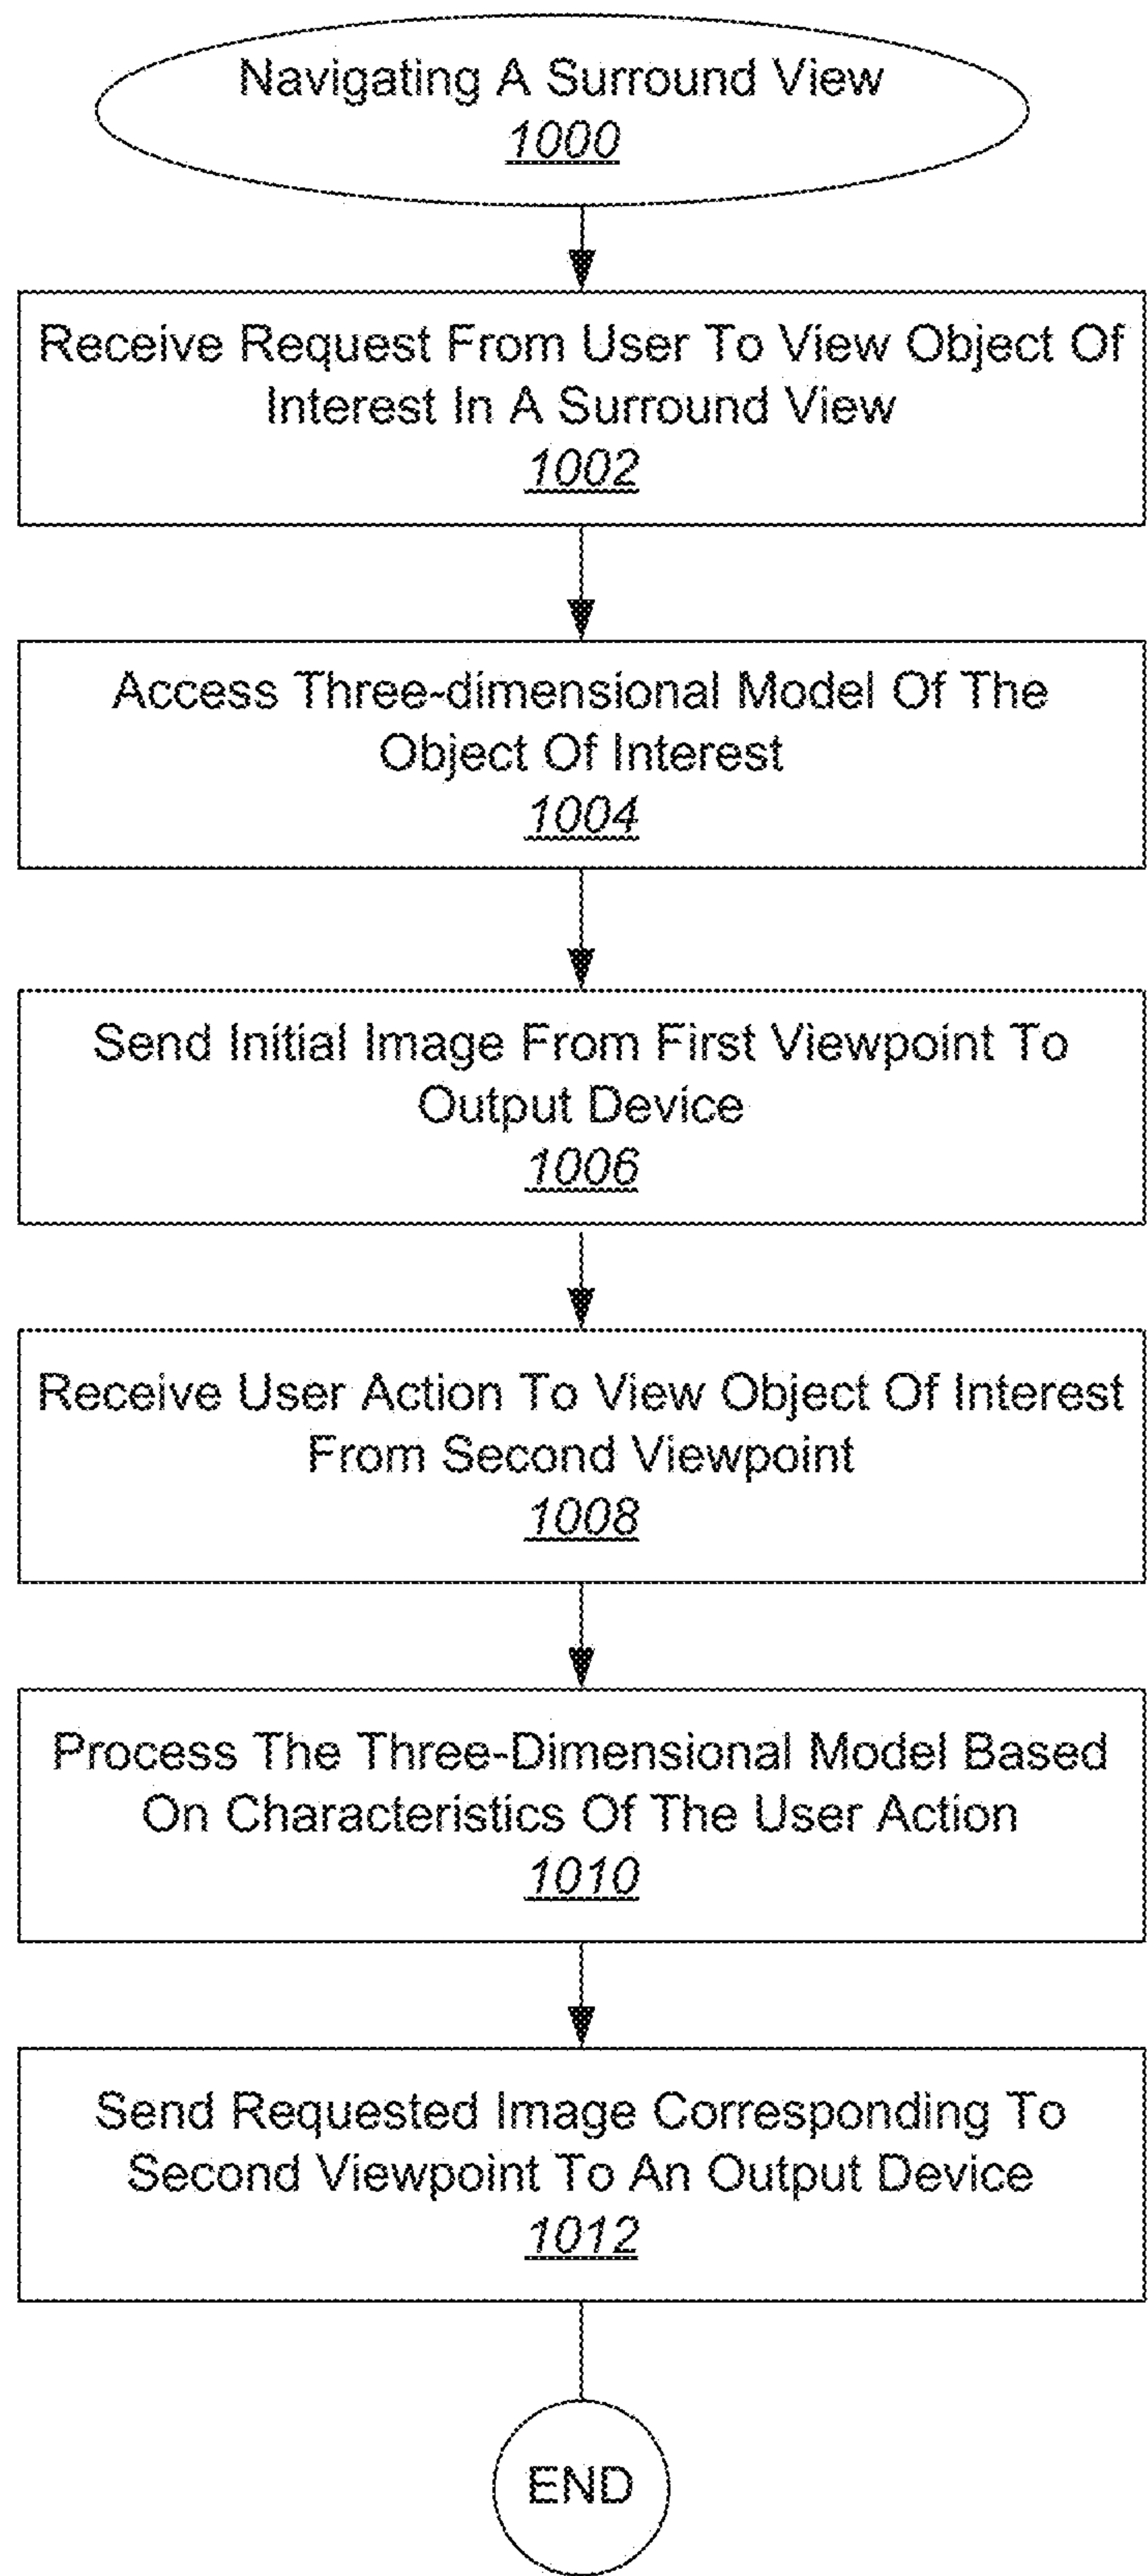 Navigating A Surround View
1000
Receive Request From User To View Object Of
Interest In A Surround View
1002
Access Three-dimensional Model Of The
Object Of Interest
1004
Send Initial Image From First Viewpoint To
Output Device
1006
Receive User Action To View Object Of Interest
From Second Viewpoint
1008
Process The Three-Dimensional Model Based
On Characteristics Of The User Action
1010
Send Requested Image Corresponding To
Second Viewpoint To An Output Device
1012
END